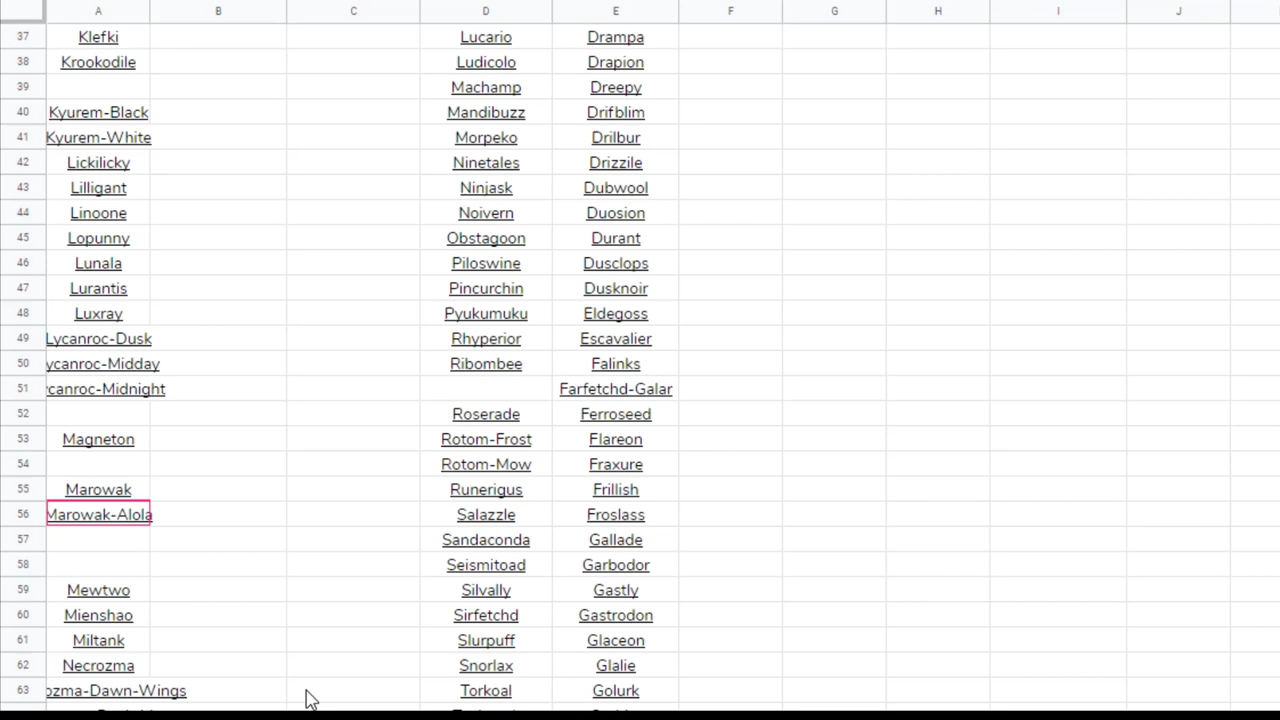 A B C D E F G H I J
37 Klefki Lucario Drampa
38 Krookodile Ludicolo Drapion
39 Machamp Dreepy
40 Kyurem-Black Mandibuzz Drifblim
41 Kyurem-White Morpeko Drilbur
42 Lickilicky Ninetales Drizzile
43 Lilligant Ninjask Dubwool
44 Linoone Noivern Duosion
45 Lopunny Obstagoon Durant
46 Lunala Piloswine Dusclops
47 Lurantis Pincurchin Dusknoir
48 Luxray Pyukumuku Eldegoss
49 Lycanroc-Dusk Rhyperior Escavalier
50 ycanroc-Midday Ribombee Falinks
51 canroc-Midnight Farfetchd-Galar
52 Roserade Ferroseed
53 Magneton Rotom-Frost Flareon
54 Rotom-Mow Fraxure
55 Marowak Runerigus Frillish
56 Marowak-Alola Salazzle Froslass
57 Sandaconda Gallade
58 Seismitoad Garbodor
59 Mewtwo Silvally Gastly
60 Mienshao Sirfetchd Gastrodon
61 Miltank Slurpuff Glaceon
62 Necrozma Snorlax Glalie
63 ozma-Dawn-Wings Torkoal Golurk